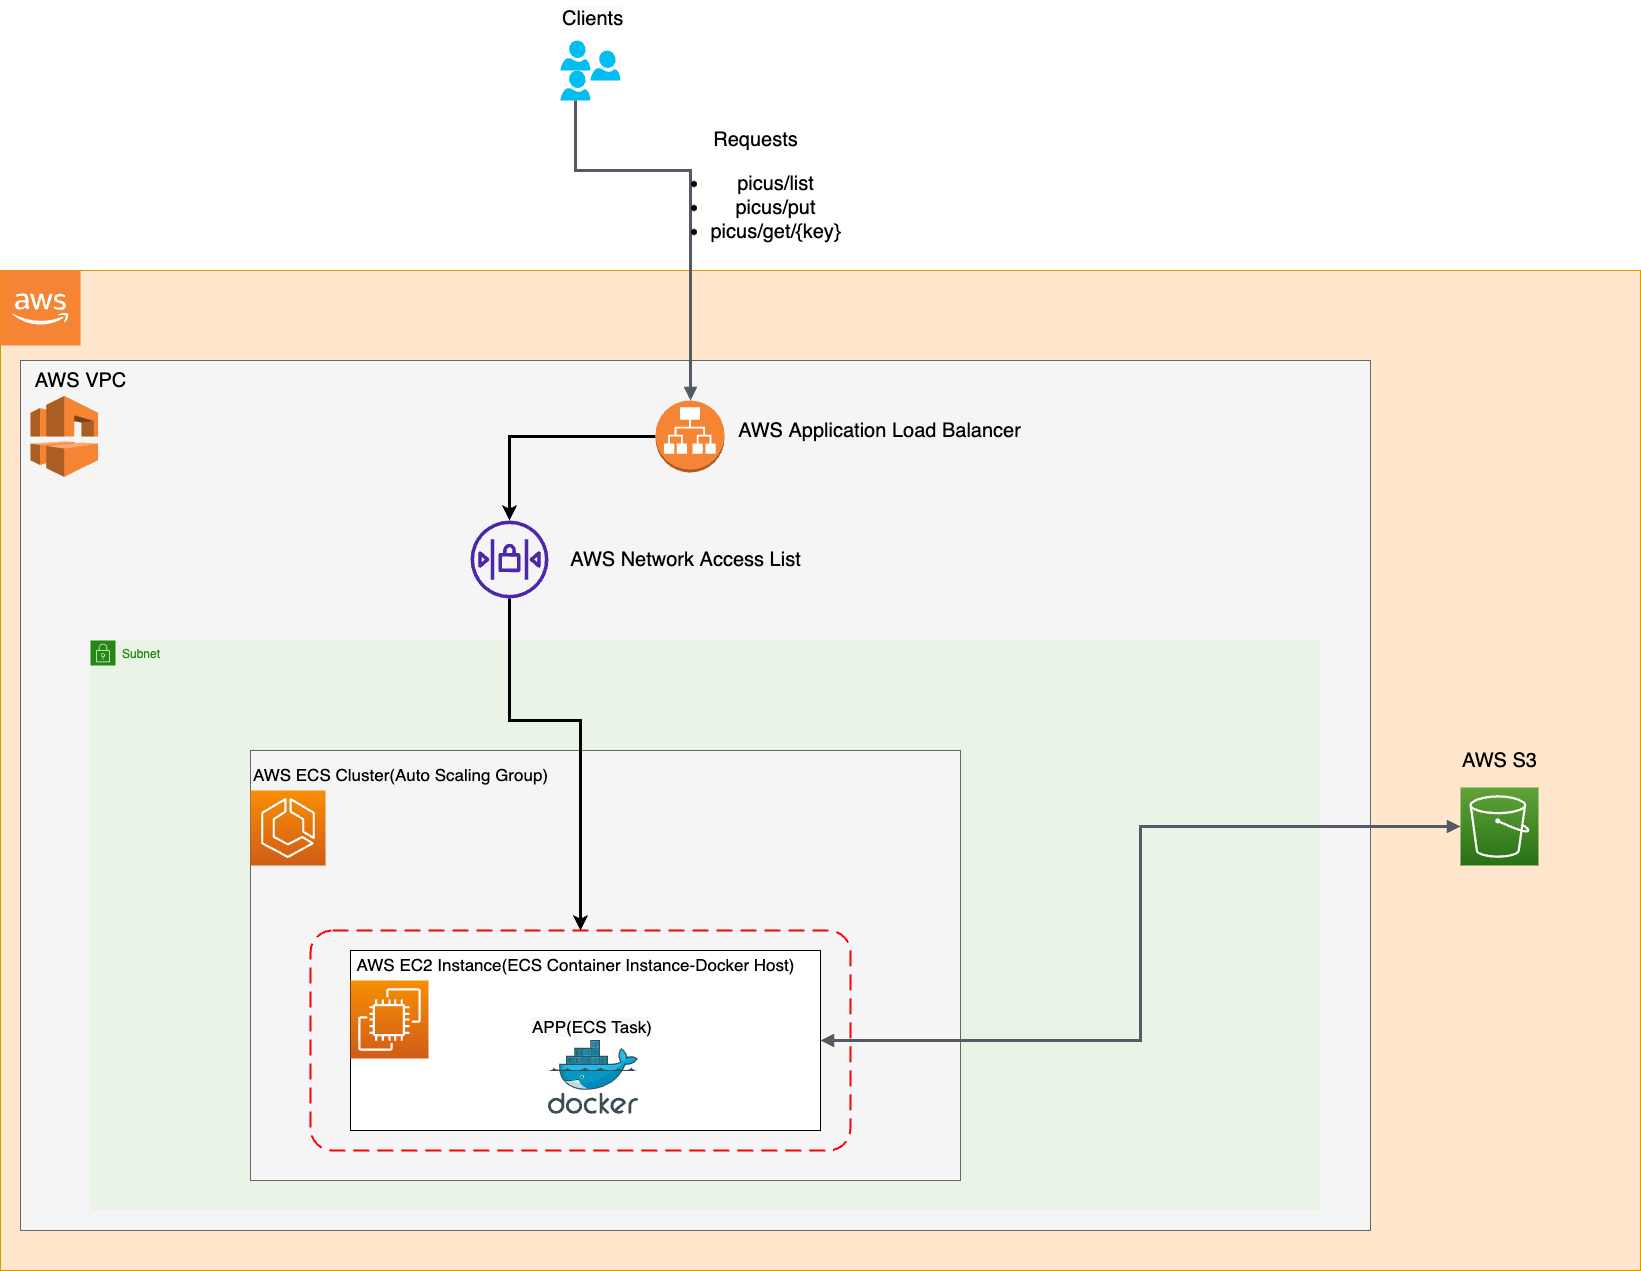 Clients
Requests
picus/list
picus/put
picus/get/{key}
aws
AWS VPC
AWS Application Load Balancer
AWS Network Access List
Subnet
AWS ECS Cluster(Auto Scaling Group)
AWS S3
AWS EC2 Instance(ECS Container Instance-Docker Host)
APP(ECS Task)
docker